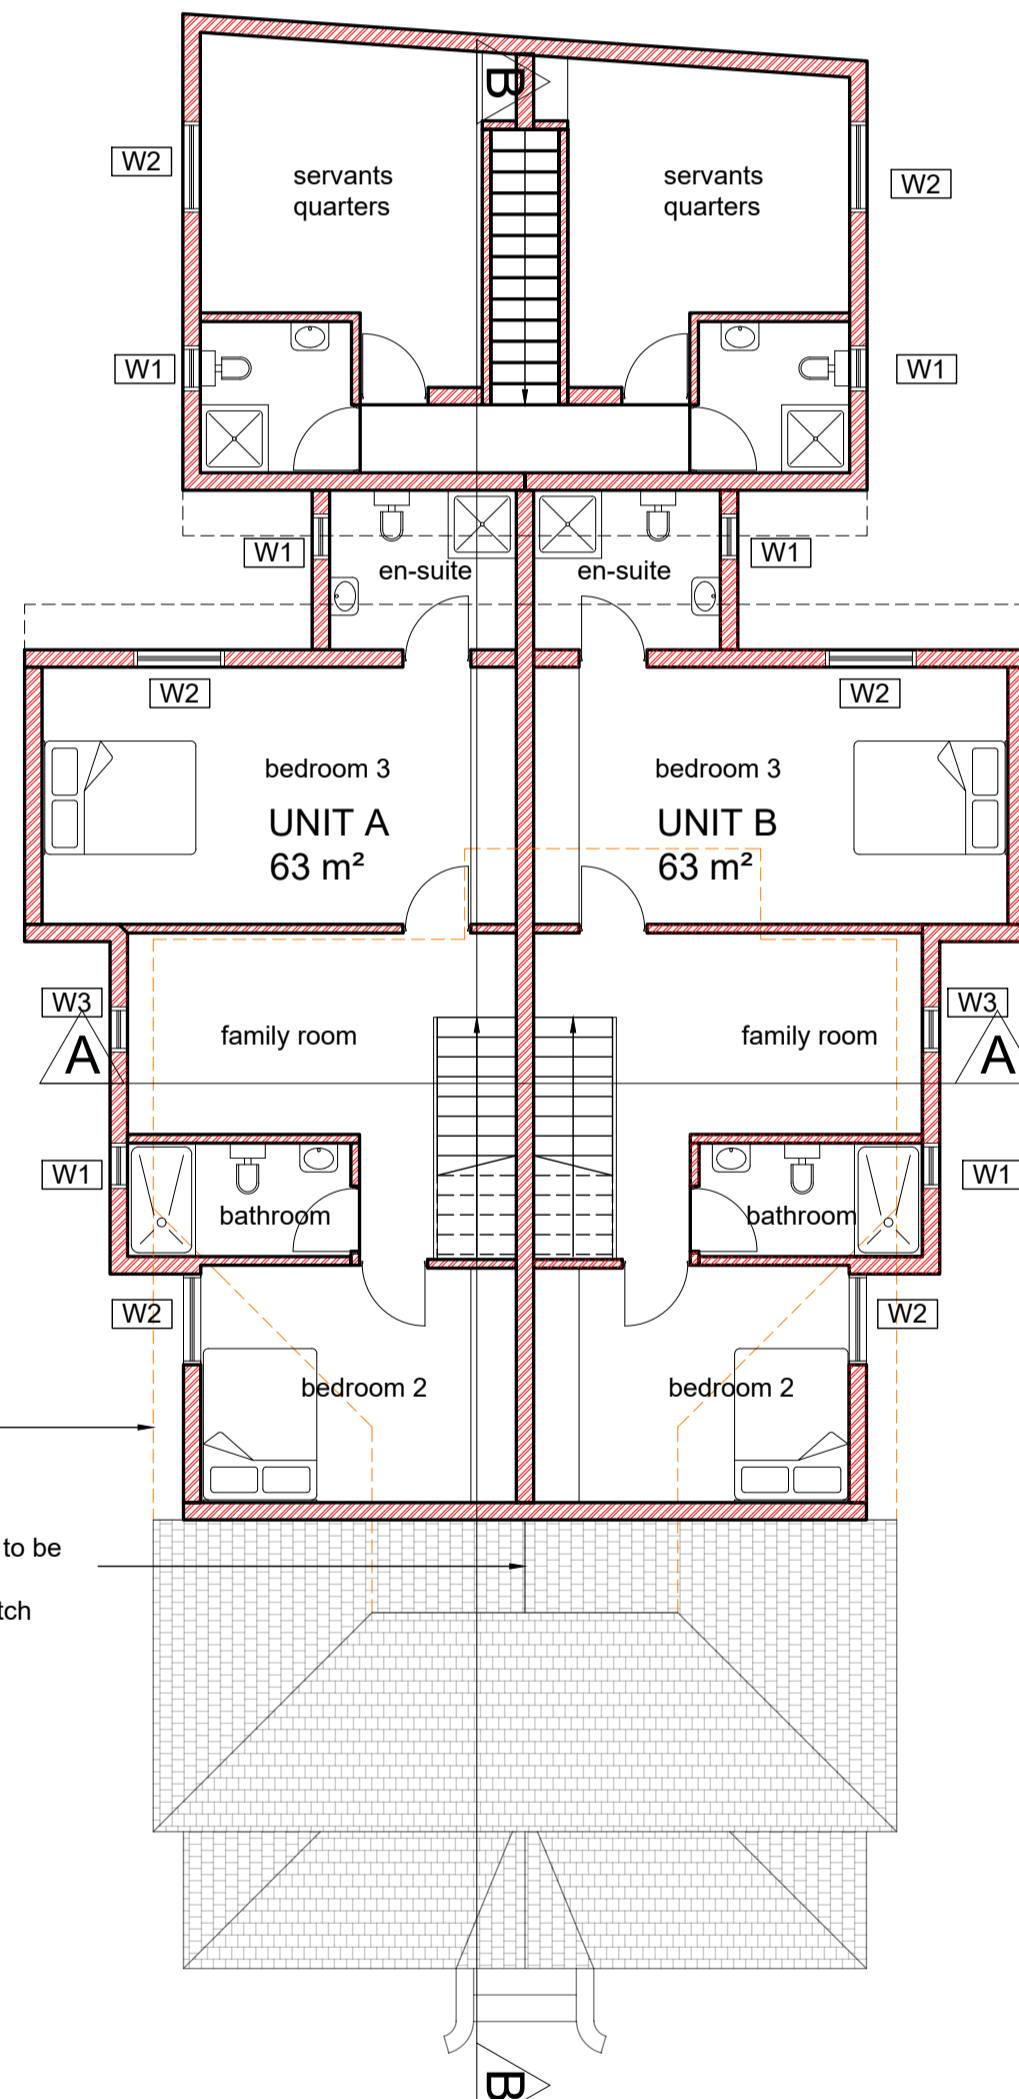 B
W2
servants
quarters
servants
quarters
W2
W1
W1
W1
en-suite
en-suite
W1
W2
W2
bedroom 3
UNIT A
63 m²
bedroom 3
UNIT B
63 m²
W3
A
family room
family room
W3
A
W1
bathroom
bathroom
W1
W2
W2
bedroom 2
bedroom 2
to be
B